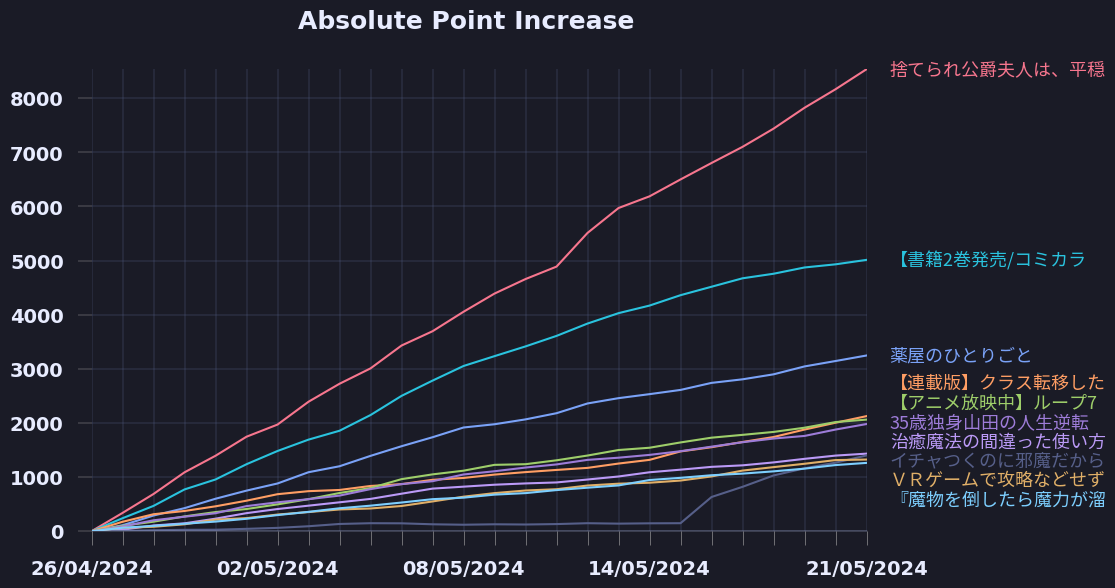 Absolute Point Increase
捨てられ公爵夫人は、平穏
8000
7000
6000
【書籍2巻発売/コミカラ
5000
4000
薬屋のひとりごと
3000
【連載版】クラス転移した
【アニメ放映中】ループ7
2000
35歳独身山田の人生逆転
治癒魔法の間違った使い方
イチャつくのに邪魔だから
1000
ＶＲゲームで攻略などせず
『魔物を倒したら魔力が溜
0
26/04/2024 02/05/2024 08/05/2024 14/05/2024 21/05/2024